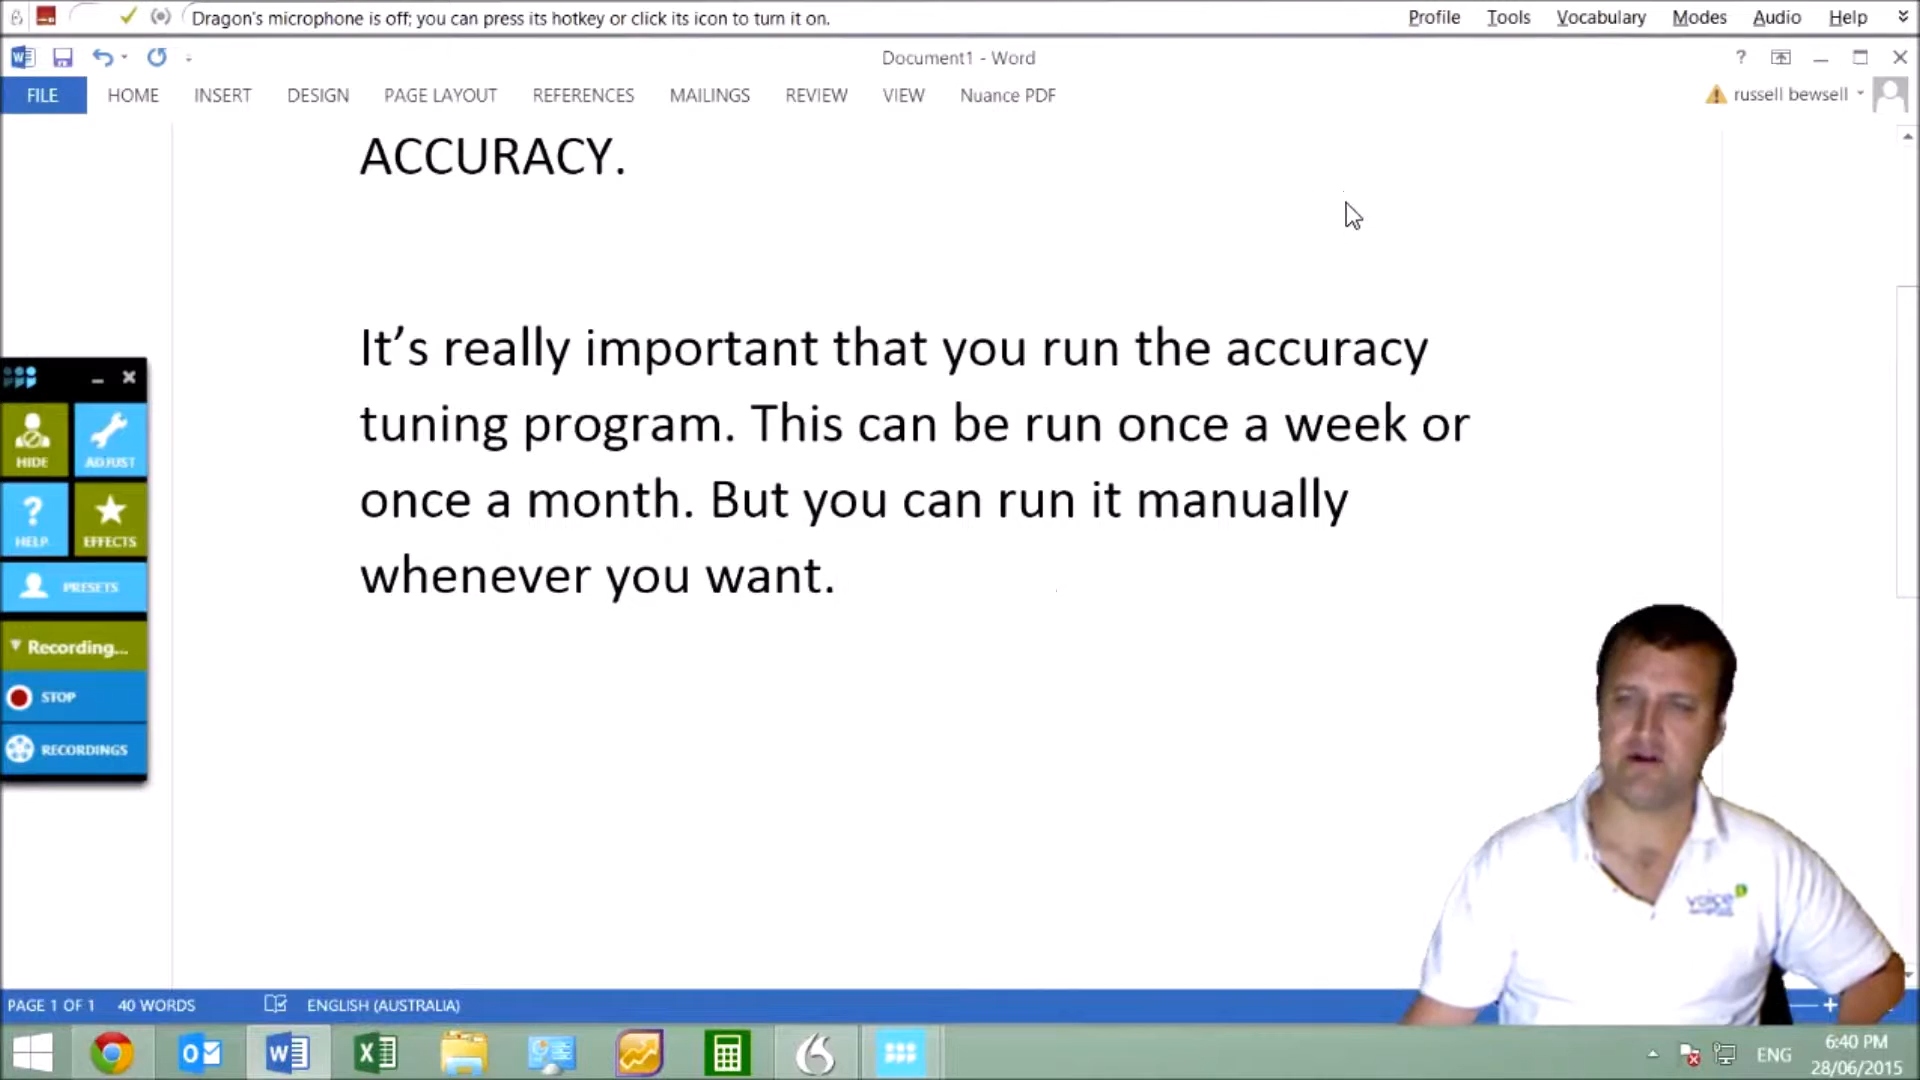 Dragon's microphone is off; you can press its hotkey or click its icon to turn it on.
Profile Tools Vocabulary Modes Audio Help
Document1 - Word
FILE HOME INSERT DESIGN PAGE LAYOUT REFERENCES MAILINGS REVIEW VIEW Nuance PDF
russell bewsell
ACCURACY.
It's really important that you run the accuracy
tuning program. This can be run once a week or
once a month. But you can run it manually
whenever you want.
HIDE ADJUST
HELP EFFECTS
PRESETS
Recording...
STOP
RECORDINGS
voice
PAGE 1 OF 1 40 WORDS ENGLISH (AUSTRALIA)
ENG
6:40 PM
28/06/2015